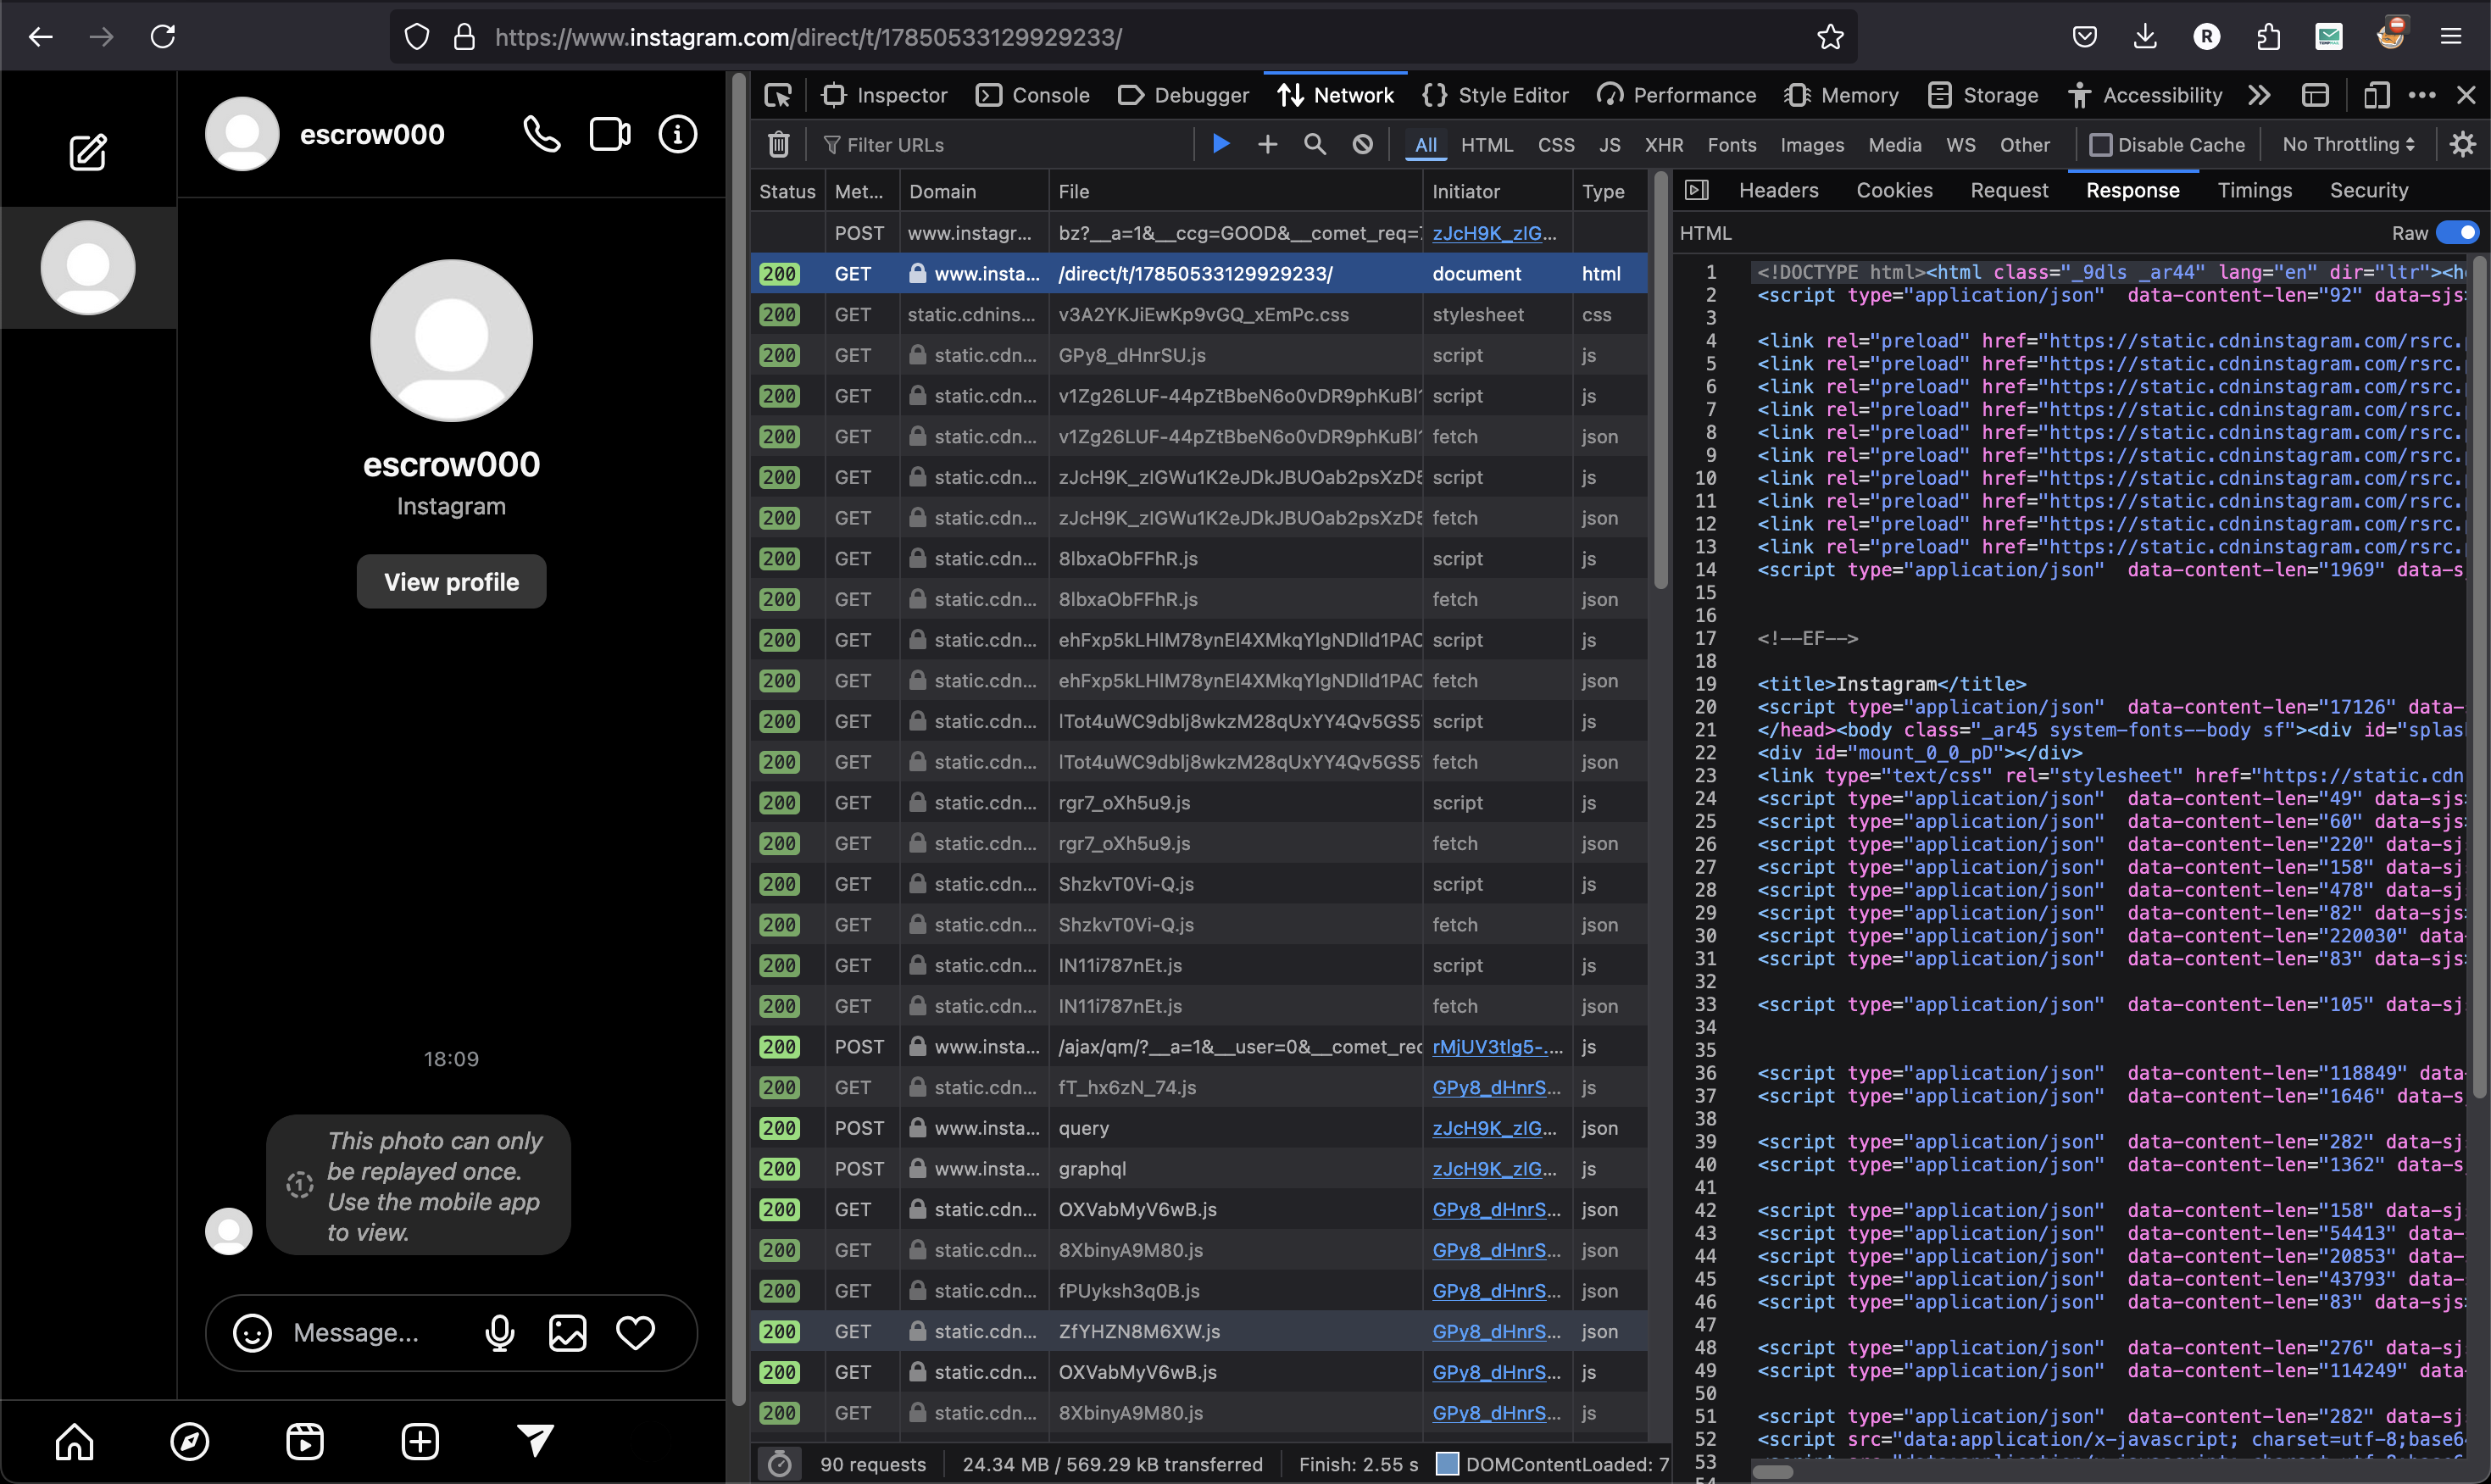 https://www.instagram.com/direct/t/17850533129929233/
R
escrow000
escrow000
Instagram
View profile
18:09
This photo can only
be replayed once.
Use the mobile app
to view.
1
Message...
Inspector Console Debugger Network Style Editor Performance Memory Storage Accessibility
Filter URLs
All HTML CSS JS XHR Fonts Images Media WS Other Disable Cache No Throttling
Status Met... Domain File Initiator Type
POST www.instagr... bz?__a=1&__ccg=GOOD&__comet_req=7 zJcH9K_zIG...
200 GET www.insta... /direct/t/17850533129929233/ document html
200 GET static.cdnins... v3A2YKJiEwKp9vGQ_xEmPc.css stylesheet css
200 GET static.cdn... GPy8_dHnrSU.js script js
200 GET static.cdn... script js
200 GET static.cdn... fetch json
200 GET static.cdn... script js
200 GET static.cdn... fetch json
200 GET static.cdn... 8lbxaObFFhR.js script js
200 GET static.cdn... 8lbxaObFFhR.js fetch json
200 GET static.cdn... script js
200 GET static.cdn... fetch json
200 GET static.cdn... script js
200 GET static.cdn... fetch json
200 GET static.cdn... rgr7_oXh5u9.js script js
200 GET static.cdn... rgr7_oXh5u9.js fetch json
200 GET static.cdn... ShzkvT0Vi-Q.js script js
200 GET static.cdn... ShzkvT0Vi-Q.js fetch json
200 GET static.cdn... IN11i787nEt.js script js
200 GET static.cdn... IN11i787nEt.js fetch json
200 POST www.insta... /ajax/qm/?__a=1&__user=0&__comet_rec rMjUV3tlg5-.... js
200 GET static.cdn... fT_hx6zN_74.js GPy8_dHnrS... js
200 POST www.insta... query zJcH9K_zIG... json
200 POST www.insta... graphql zJcH9K_zIG... js
200 GET static.cdn... OXVabMyV6wB.js GPy8_dHnrS... json
200 GET static.cdn... 8XbinyA9M80.js GPy8_dHnrS... json
200 GET static.cdn... fPUyksh3q0B.js GPy8_dHnrS... json
200 GET static.cdn... ZfYHZN8M6XW.js GPy8_dHnrS... json
200 GET static.cdn... OXVabMyV6wB.js GPy8_dHnrS... js
200 GET static.cdn... 8XbinyA9M80.js GPy8_dHnrS... js
90 requests 24.34 MB / 569.29 kB transferred Finish: 2.55 s DOMContentLoaded: 7
Headers Cookies Request Response Timings Security
HTML Raw
1 <!DOCTYPE html><html class="_9dls _ar44" lang="en" dir="ltr"><he
2 <script type="application/json" data-content-len="92" data-sjs>
3
4 <link rel="preload" href="https://static.cdninstagram.com/rsrc.
5 <link rel="preload" href="https://static.cdninstagram.com/rsrc.
6 <link rel="preload" href="https://static.cdninstagram.com/rsrc.
7 <link rel="preload" href="https://static.cdninstagram.com/rsrc.
8 <link rel="preload" href="https://static.cdninstagram.com/rsrc.
9 <link rel="preload" href="https://static.cdninstagram.com/rsrc.
10 <link rel="preload" href="https://static.cdninstagram.com/rsrc.
11 <link rel="preload" href="https://static.cdninstagram.com/rsrc.
12 <link rel="preload" href="https://static.cdninstagram.com/rsrc.
13 <link rel="preload" href="https://static.cdninstagram.com/rsrc.
14 <script type="application/json" data-content-len="1969" data-s
15
16
17 <!--EF-->
18
19 <title>Instagram</title>
20 <script type="application/json" data-content-len="17126" data-
21 </head><body class="_ar45 system-fonts--body sf"><div id="splas
22 <div id="mount_0_0_pD"></div>
23 <link type="text/css" rel="stylesheet" href="https://static.cdn
24 <script type="application/json" data-content-len="49" data-sjs
25 <script type="application/json" data-content-len="60" data-sjs
26 <script type="application/json" data-content-len="220" data-sj
27 <script type="application/json" data-content-len="158" data-sj
28 <script type="application/json" data-content-len="478" data-sj
29 <script type="application/json" data-content-len="82" data-sjs
30 <script type="application/json" data-content-len="220030" data-
31 <script type="application/json" data-content-len="83" data-sjs
32
33 <script type="application/json" data-content-len="105" data-sj
34
35
36 <script type="application/json" data-content-len="118849" data-
37 <script type="application/json" data-content-len="1646" data-s
38
39 <script type="application/json" data-content-len="282" data-sj
40 <script type="application/json" data-content-len="1362" data-s
41
42 <script type="application/json" data-content-len="158" data-sj
43 <script type="application/json" data-content-len="54413" data-
44 <script type="application/json" data-content-len="20853" data-
45 <script type="application/json" data-content-len="43793" data-
46 <script type="application/json" data-content-len="83" data-sjs
47
48 <script type="application/json" data-content-len="276" data-sj
49 <script type="application/json" data-content-len="114249" data-
50
51 <script type="application/json" data-content-len="282" data-sj
52 <script src="data:application/x-javascript; charset=utf-8;base6
53
54